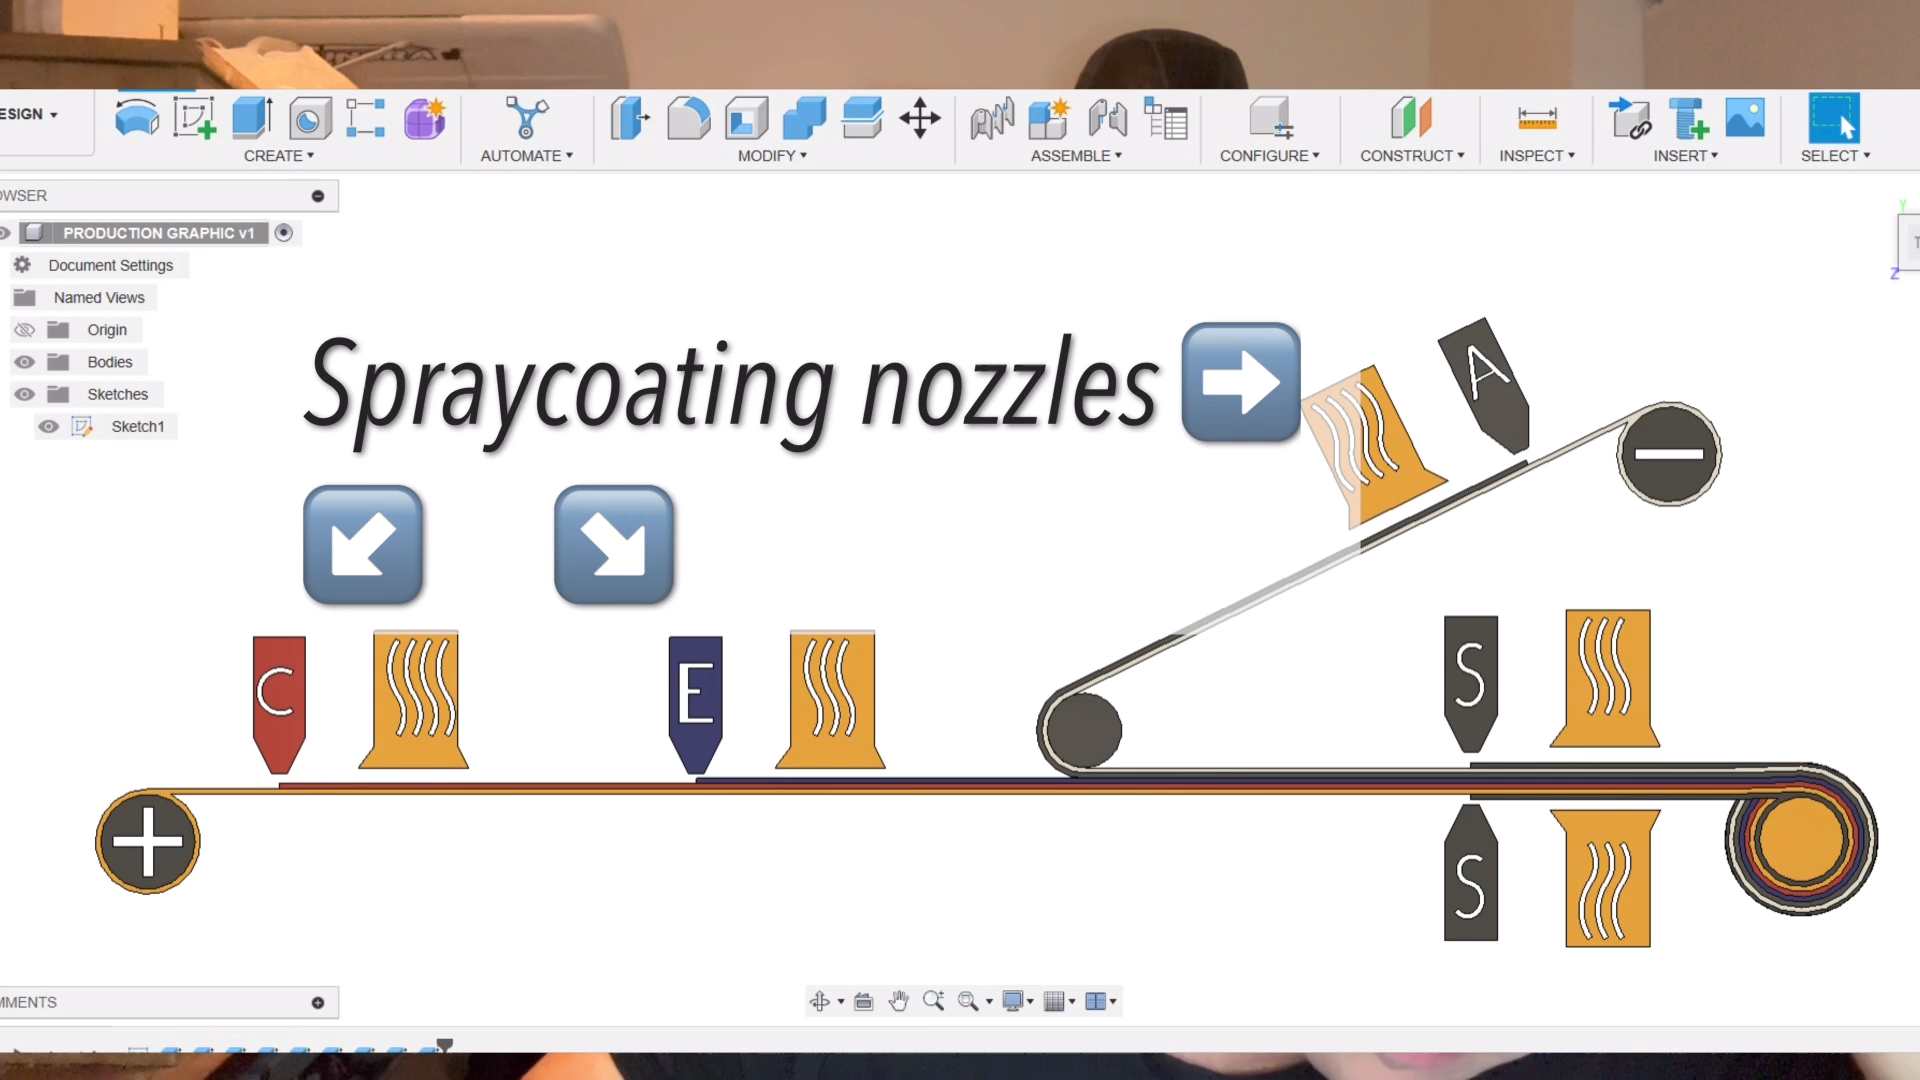 ESIGN
CREATE
AUTOMATE
MODIFY
ASSEMBLE
CONFIGURE
CONSTRUCT
INSPECT
INSERT
SELECT
OWSER
PRODUCTION GRAPHIC v1
Document Settings
Named Views
Origin
Bodies
Sketches
Sketch1
Y
T
Z
Spraycoating nozzles
A
C
E
S
S
MMENTS